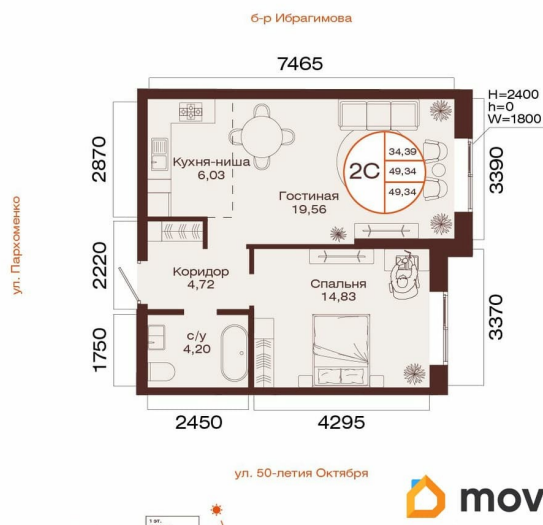 б-р Ибрагимова
7465
H=2400
h=0
W=1800
2870
Кухня-ниша
6,03
Гостиная
19,56
2С
34,39
49,34
49,34
3390
ул. Пархоменко
2220
Коридор
4,72
Спальня
14,83
3370
1750
с/у
4,20
2450
4295
ул. 50-летия Октября
1 эт.
mov